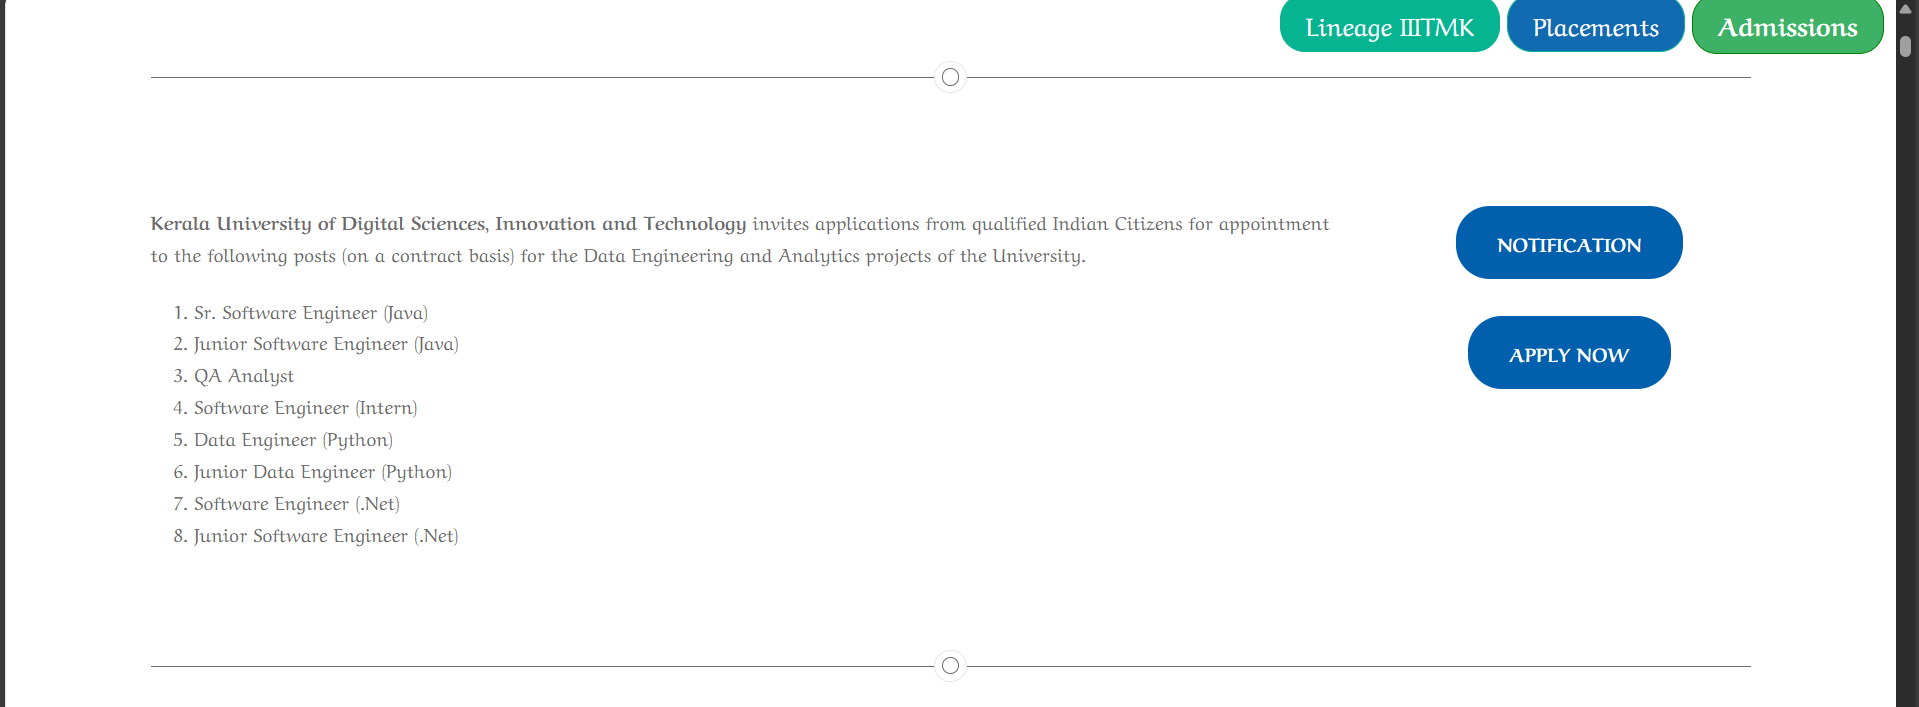 Lineage IIITMK
Placements
Admissions
Kerala University of Digital Sciences, Innovation and Technology invites applications from qualified Indian Citizens for appointment
to the following posts (on a contract basis) for the Data Engineering and Analytics projects of the University.
1. Sr. Software Engineer (Java)
2. Junior Software Engineer (Java)
3. QA Analyst
4. Software Engineer (Intern)
5. Data Engineer (Python)
6. Junior Data Engineer (Python)
7. Software Engineer (.Net)
8. Junior Software Engineer (.Net)
NOTIFICATION
APPLY NOW